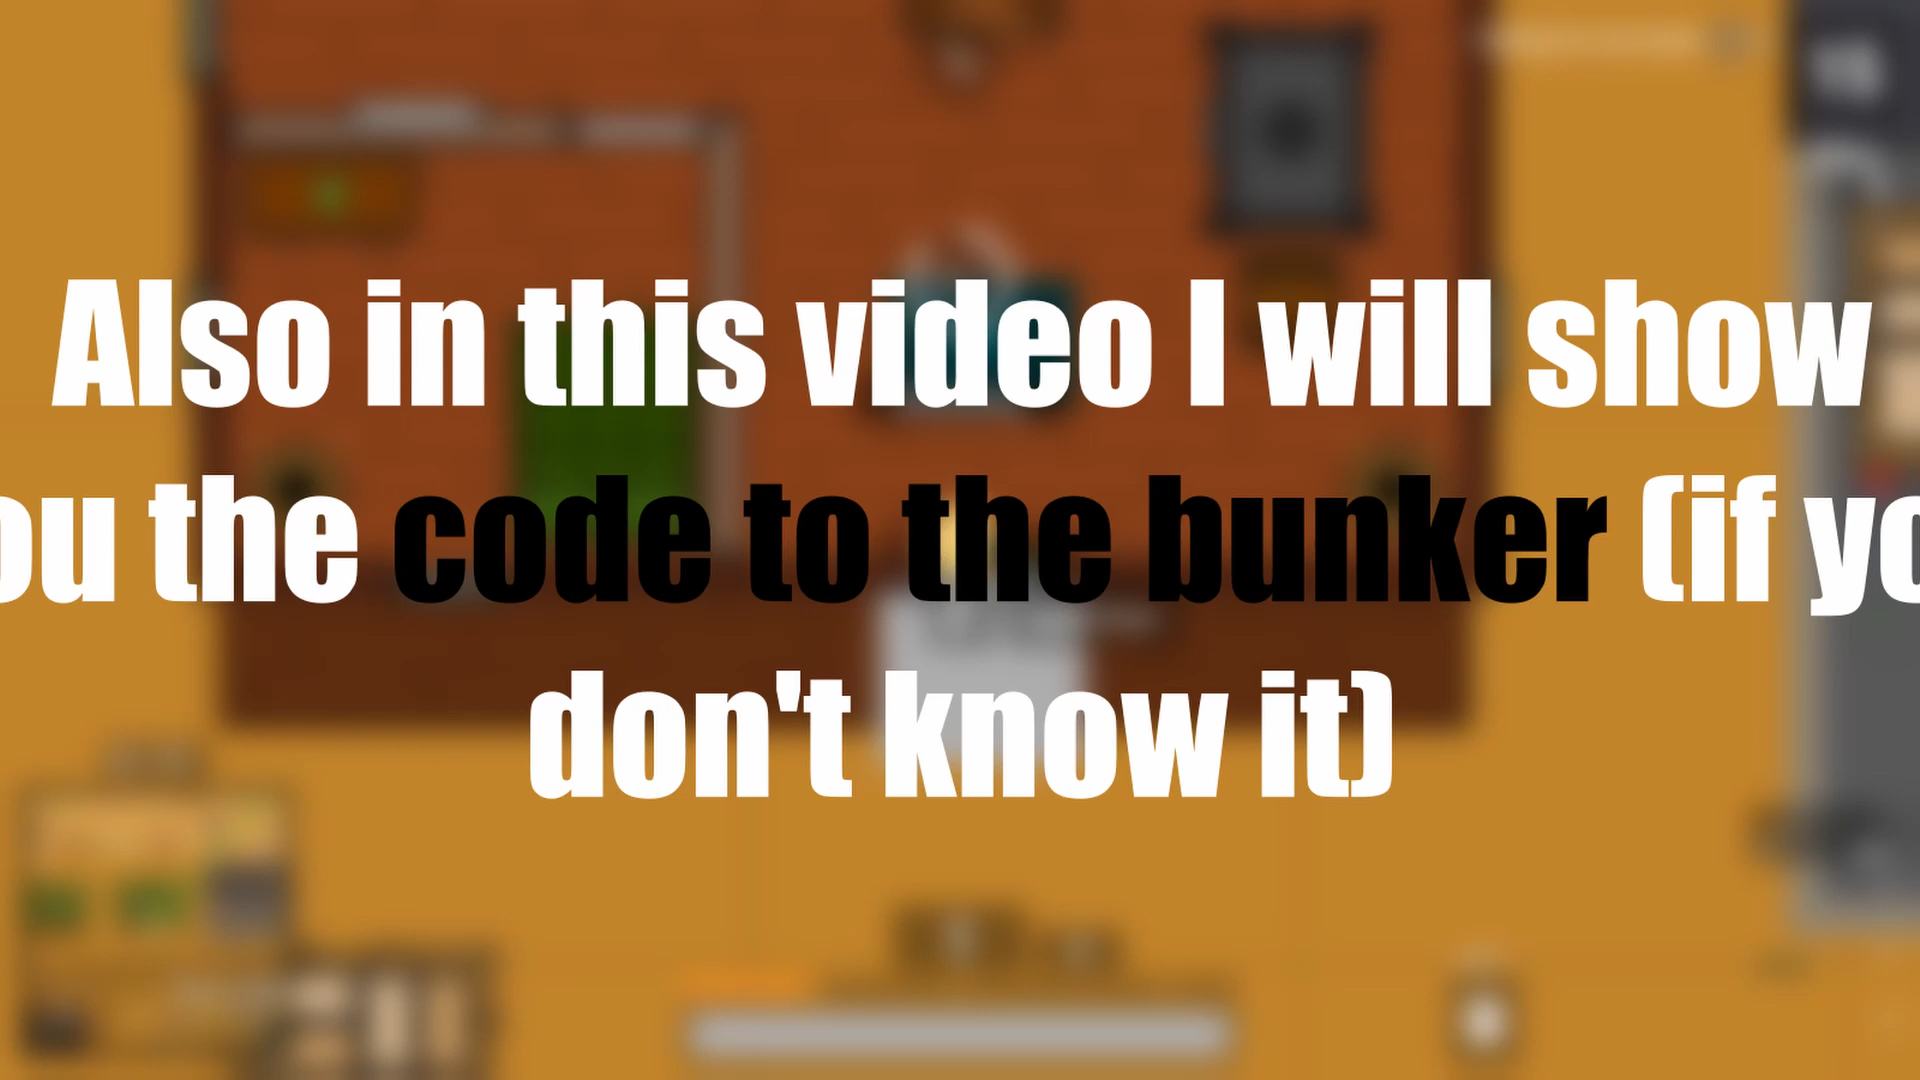 Also in this video I will show
ou the code to the bunker (if yo
don't know it)